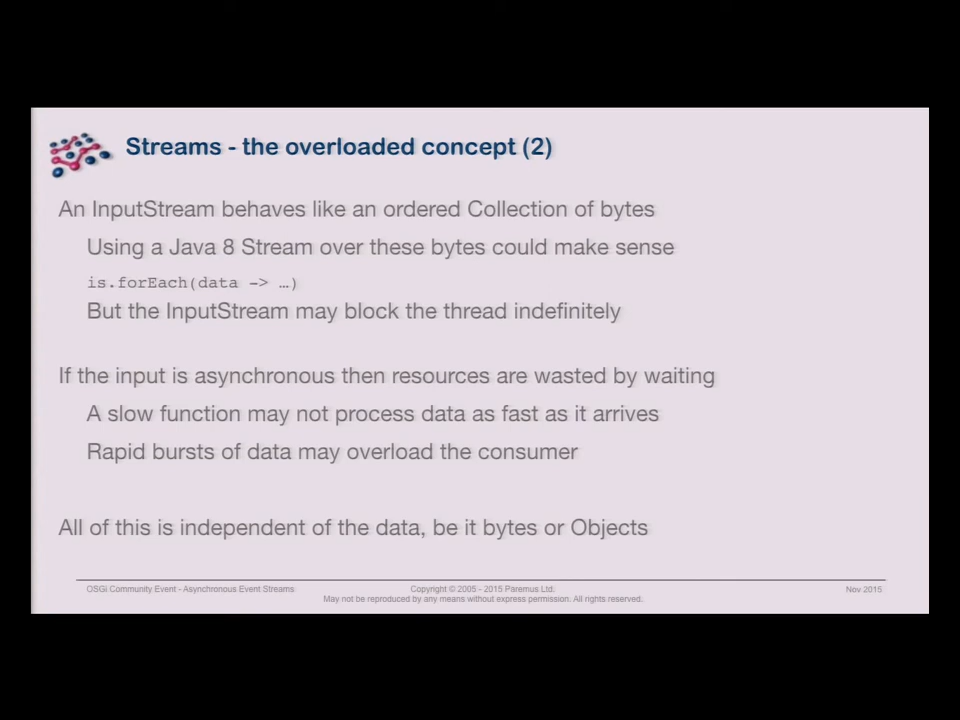 Streams - the overloaded concept (2)
An InputStream behaves like an ordered Collection of bytes
Using a Java 8 Stream over these bytes could make sense
is.forEach(data -> …)
But the InputStream may block the thread indefinitely
If the input is asynchronous then resources are wasted by waiting
A slow function may not process data as fast as it arrives
Rapid bursts of data may overload the consumer
All of this is independent of the data, be it bytes or Objects
OSGi Community Event - Asynchronous Event Streams
Copyright © 2005 - 2015 Paremus Ltd.
May not be reproduced by any means without express permission. All rights reserved.
Nov 2015